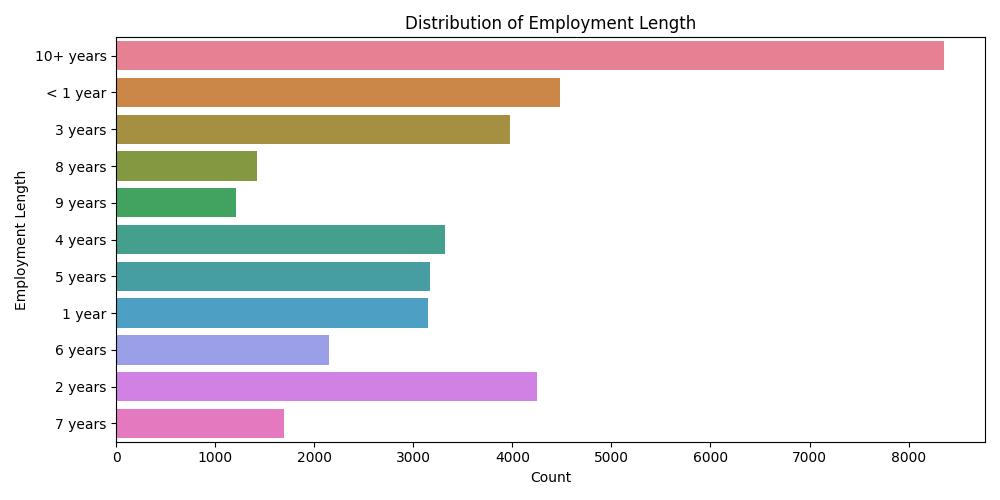 Distribution of Employment Length
Employment Length
10+ years
< 1 year
3 years
8 years
9 years
4 years
5 years
1 year
6 years
2 years
7 years
0 1000 2000 3000 4000 5000 6000 7000 8000
Count